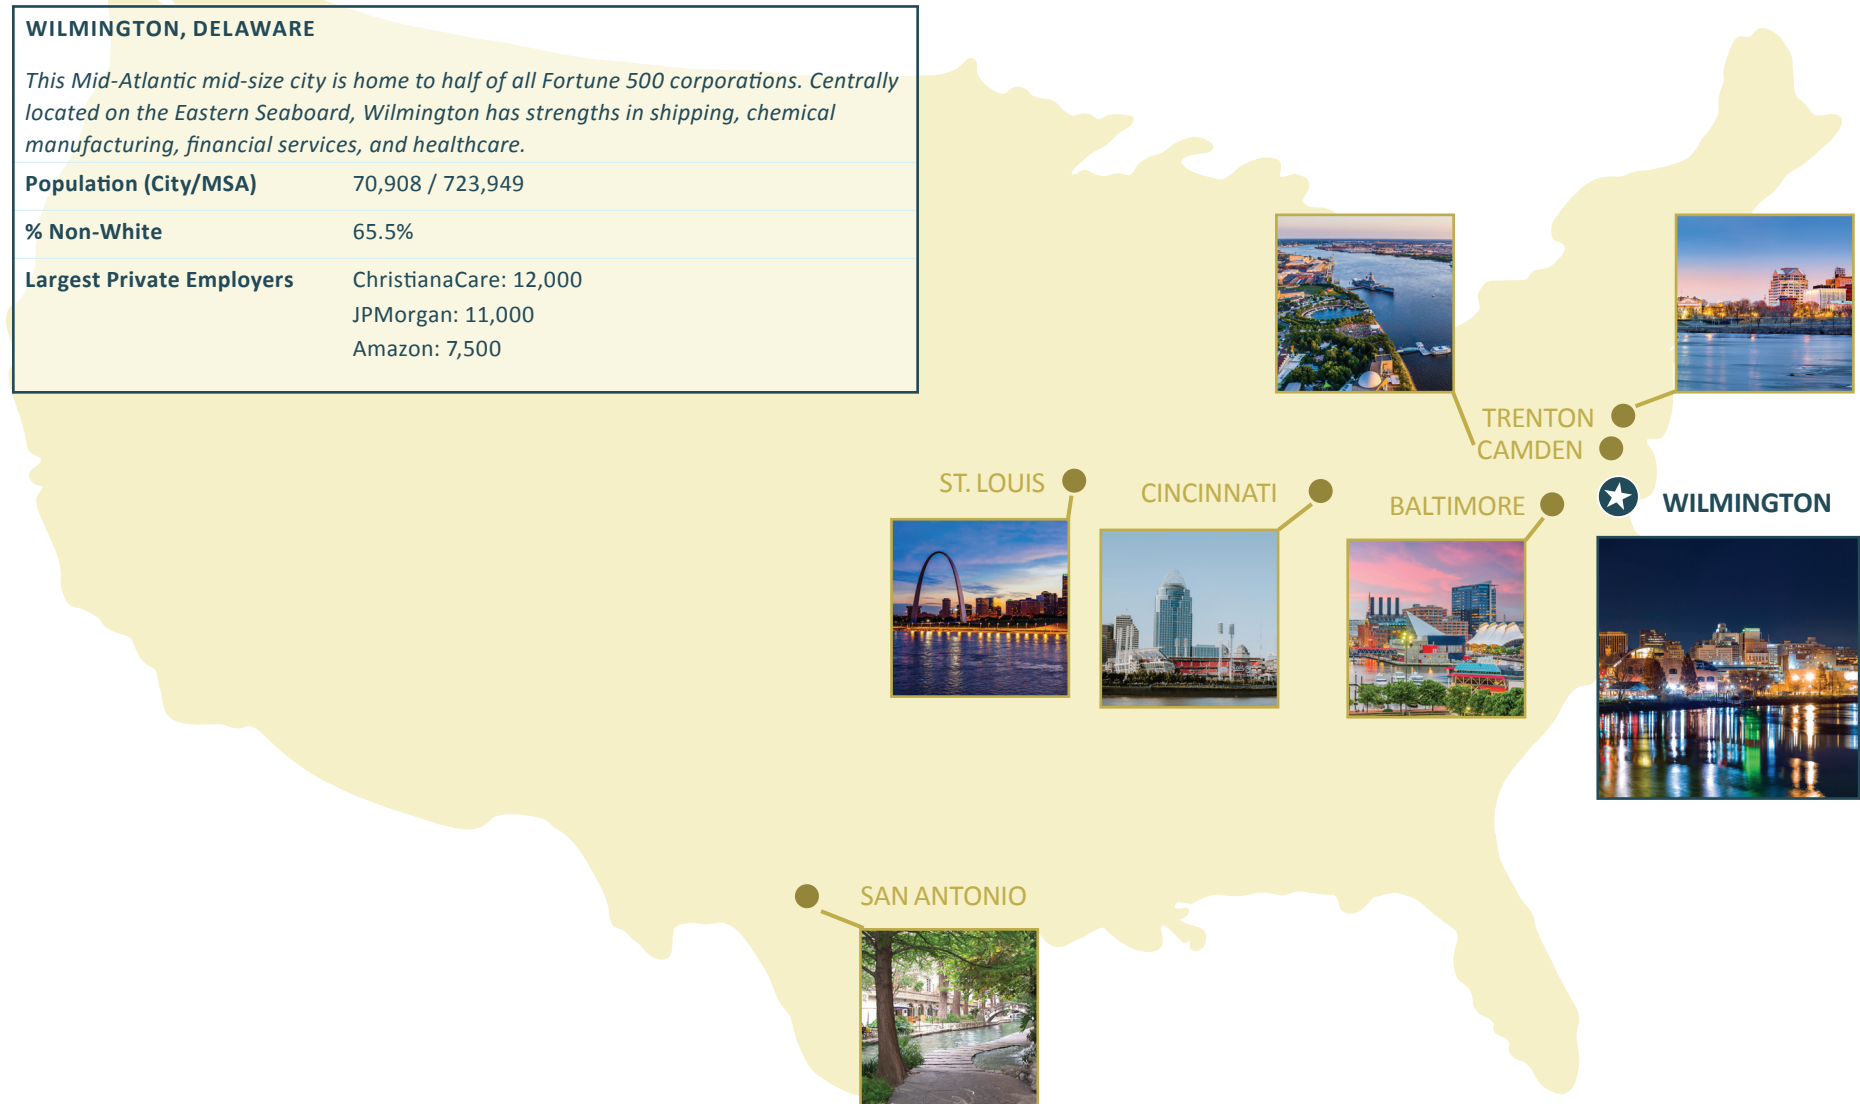 WILMINGTON, DELAWARE
This Mid-Atlantic mid-size city is home to half of all Fortune 500 corporations. Centrally
located on the Eastern Seaboard, Wilmington has strengths in shipping, chemical
manufacturing, financial services, and healthcare.
Population (City/MSA) 70,908 / 723,949
% Non-White 65.5%
Largest Private Employers ChristianaCare: 12,000
JPMorgan: 11,000
Amazon: 7,500
TRENTON
CAMDEN
ST. LOUIS
CINCINNATI
BALTIMORE
WILMINGTON
SAN ANTONIO